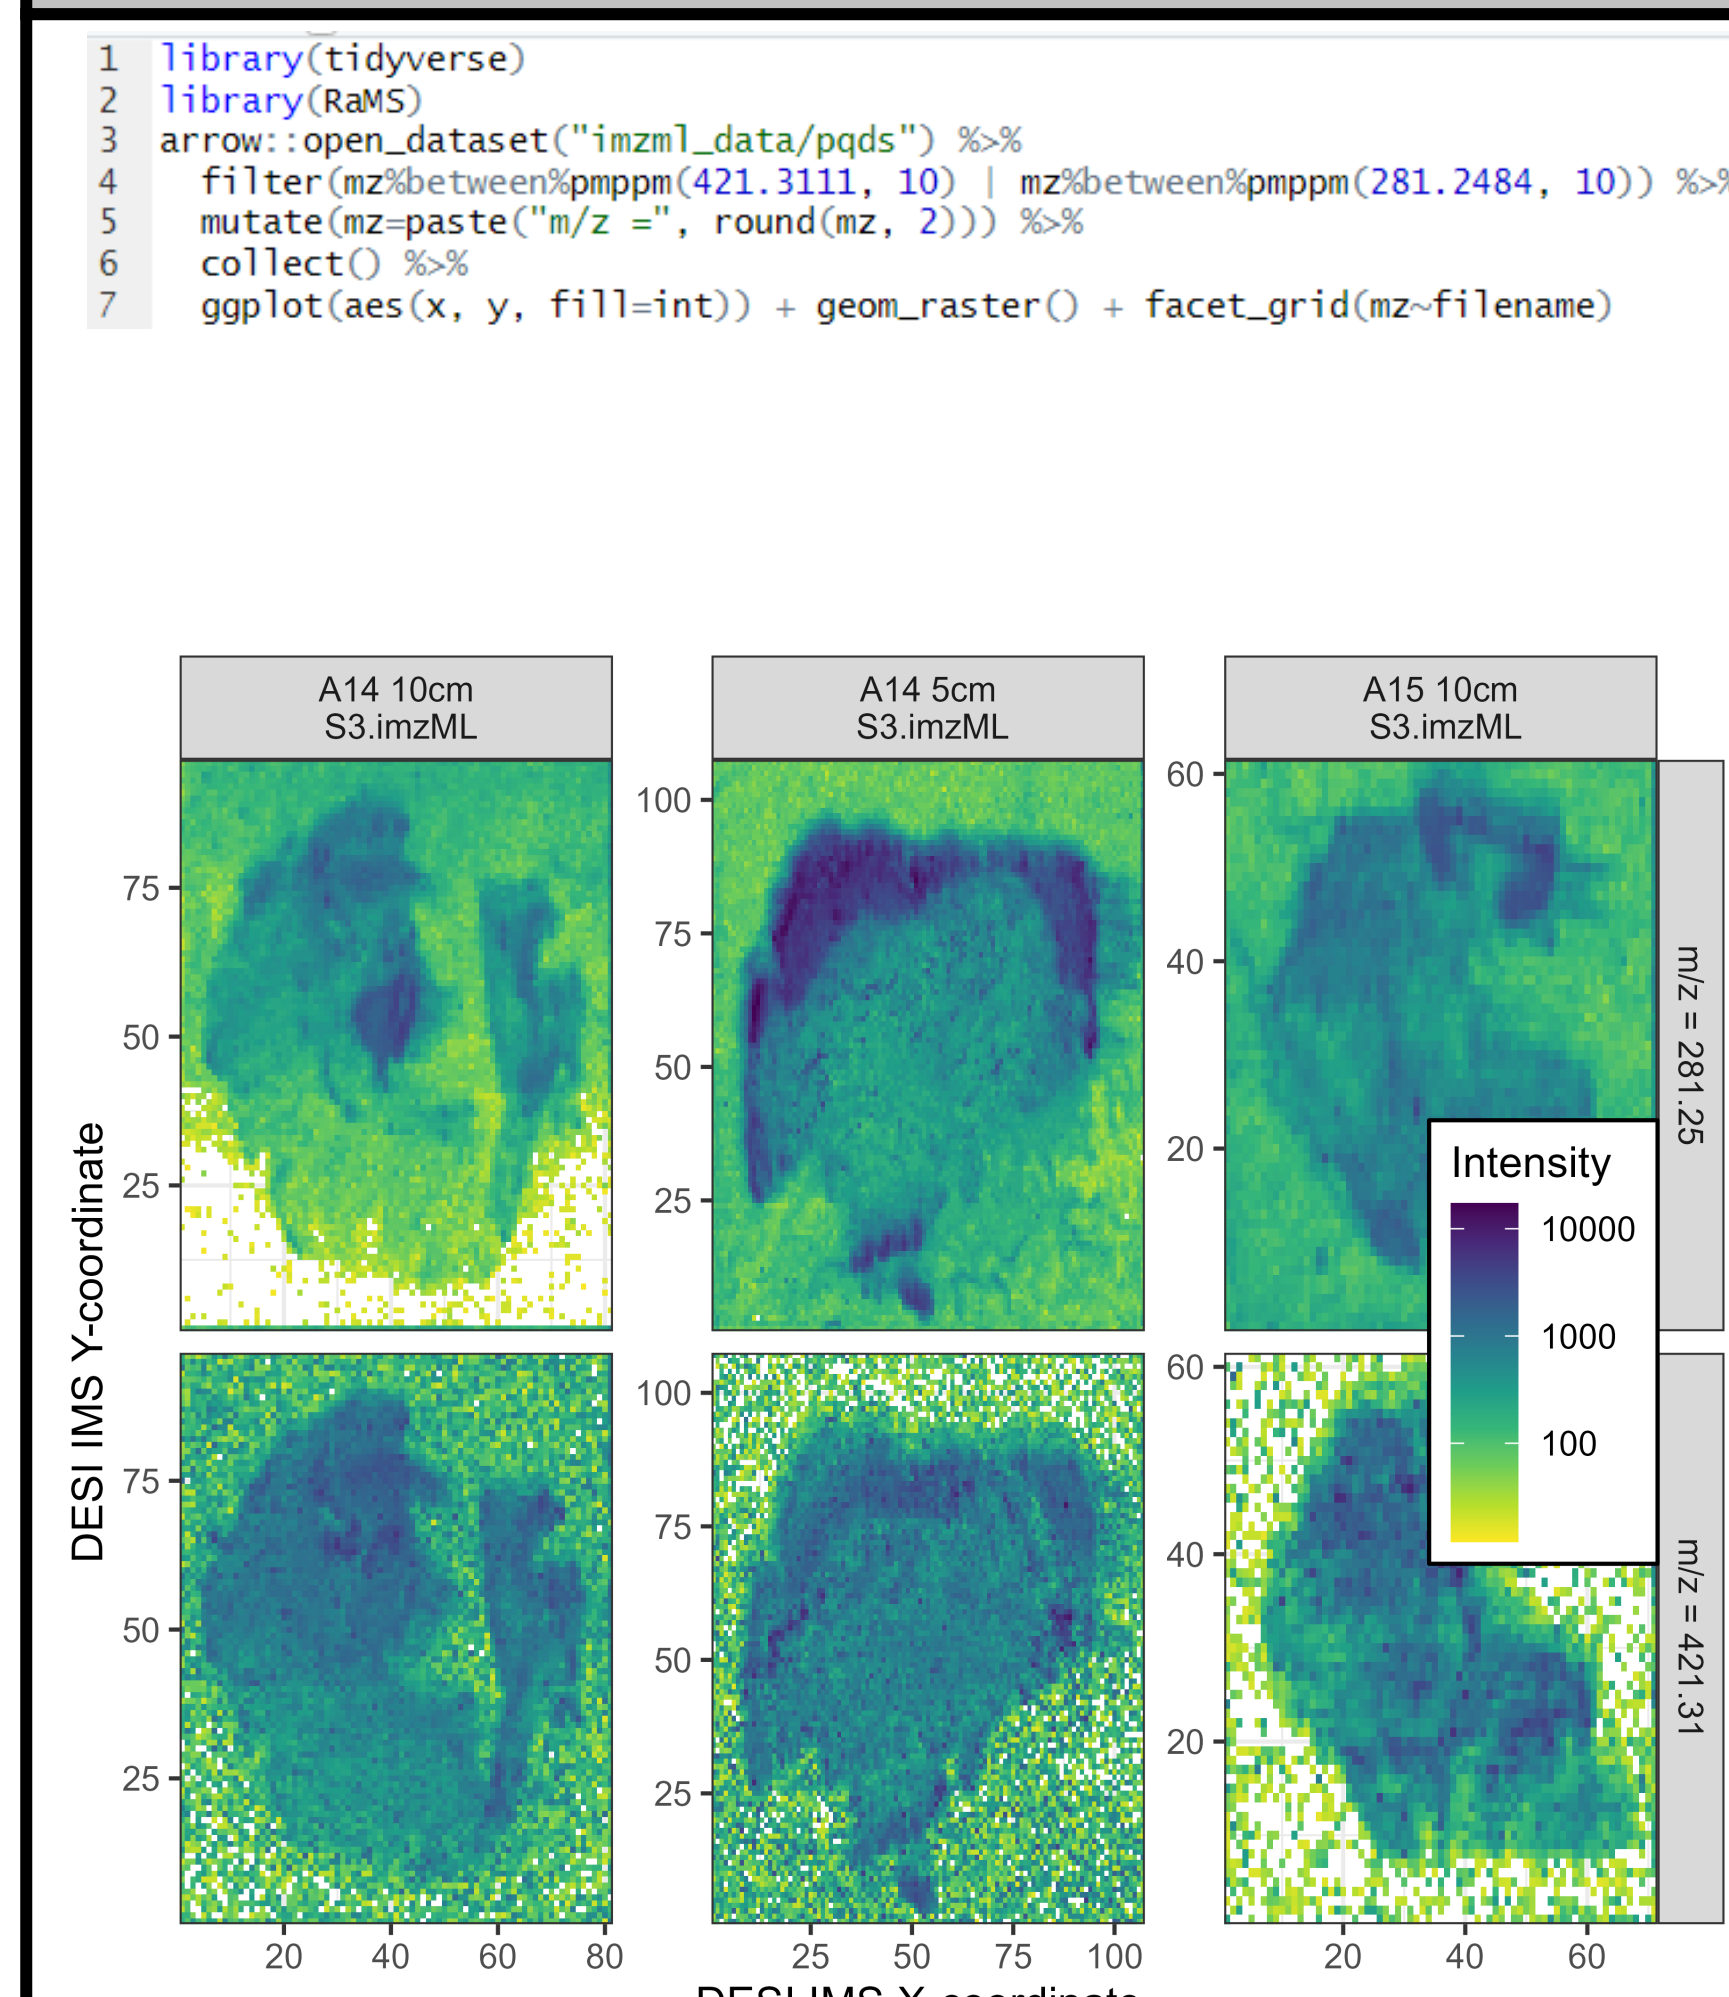 1 library(tidyverse)
2 library(RaMS)
3 arrow::open_dataset("imzml_data/pqds") %>%
4 filter(mz%between%pmppm(421.3111, 10) | mz%between%pmppm(281.2484, 10)) %>%
5 mutate(mz=paste("m/z =", round(mz, 2))) %>%
6 collect() %>%
7 ggplot(aes(x, y, fill=int)) + geom_raster() + facet_grid(mz~filename)
A14 10cm
S3.imzML
A14 5cm
S3.imzML
A15 10cm
S3.imzML
75
50
25
100
75
50
25
60
40
20
m/z = 281.25
Intensity
10000
1000
100
DESI IMS Y-coordinate
75
50
25
100
75
50
25
60
40
20
m/z = 421.31
20 40 60 80
25 50 75 100
20 40 60
DESI IMS X-coordinate